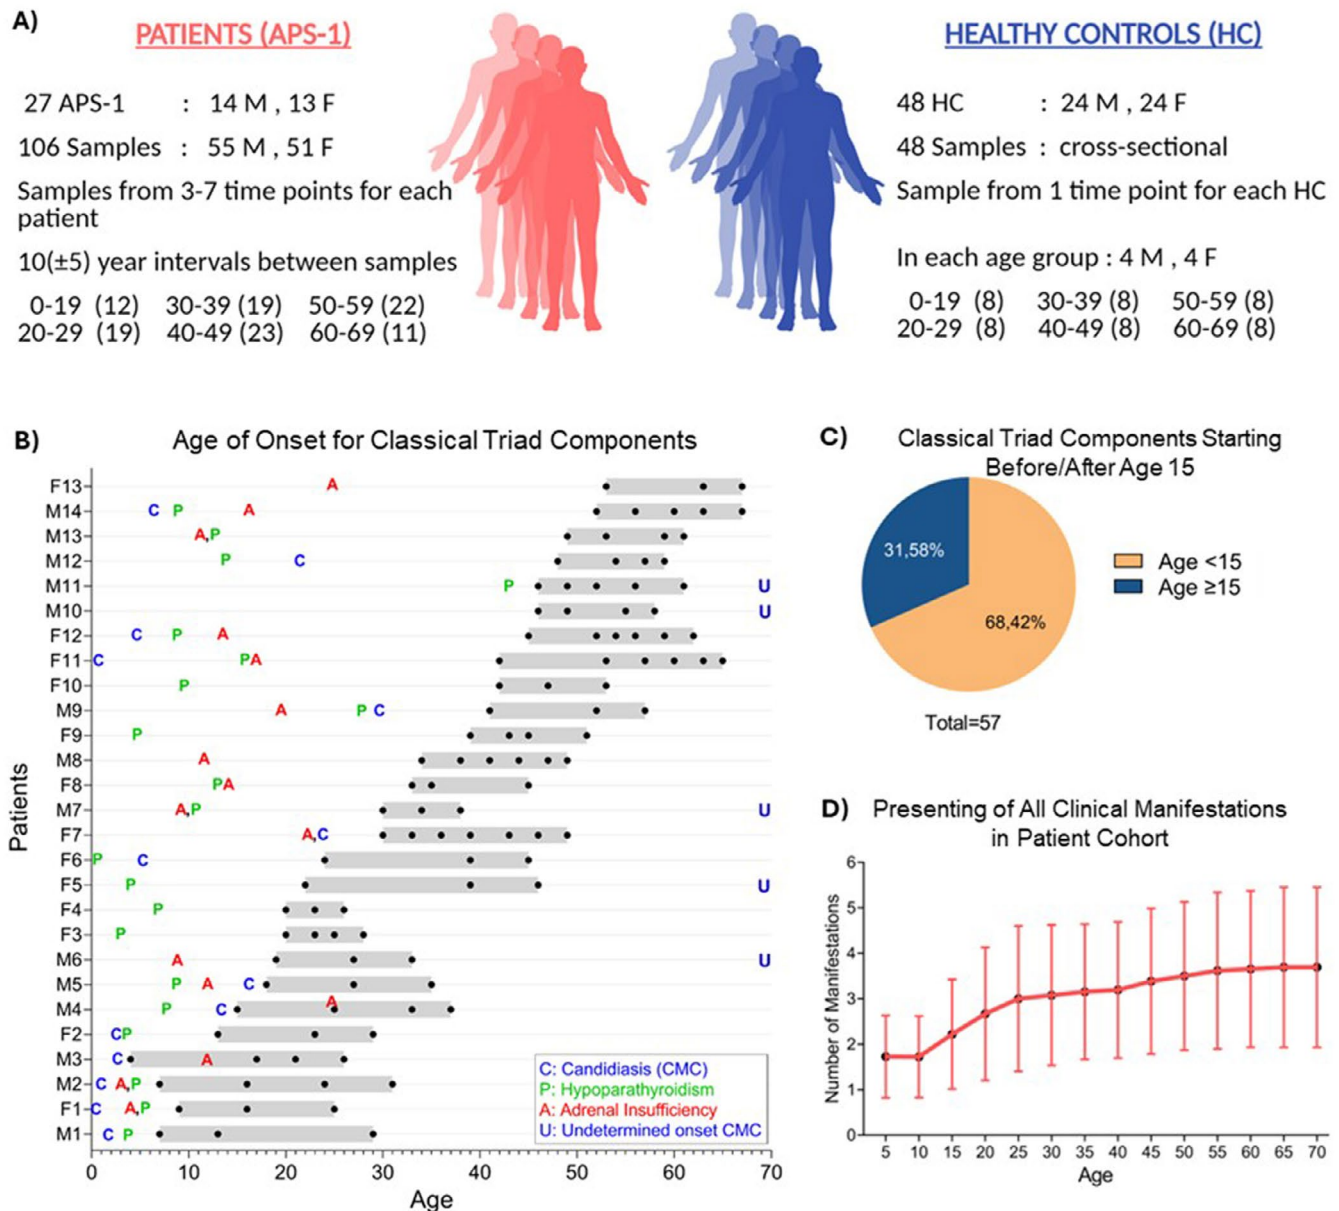 A)
PATIENTS (APS-1)
27 APS-1 : 14 M , 13 F
106 Samples : 55 M , 51 F
Samples from 3-7 time points for each
patient
10(±5) year intervals between samples
0-19 (12) 30-39 (19) 50-59 (22)
20-29 (19) 40-49 (23) 60-69 (11)
HEALTHY CONTROLS (HC)
48 HC : 24 M , 24 F
48 Samples : cross-sectional
Sample from 1 time point for each HC
In each age group : 4 M , 4 F
0-19 (8) 30-39 (8) 50-59 (8)
20-29 (8) 40-49 (8) 60-69 (8)
B)
Age of Onset for Classical Triad Components
Patients
F13 A
M14 C P A
M13 A,P
M12 P C
M11 P U
M10 U
F12 C P A
F11 C P A
F10 P
M9 A P C
F9 P
M8 A
F8 P A
M7 A,P U
F7 A,C
F6 P C
F5 P U
F4 P
F3 P
M6 A U
M5 P A C
M4 P C A
F2 C P
M3 C A
M2 C A,P
F1 C A,P
M1 C P
C: Candidiasis (CMC)
P: Hypoparathyroidism
A: Adrenal Insufficiency
U: Undetermined onset CMC
0 10 20 30 40 50 60 70
Age
C)
Classical Triad Components Starting
Before/After Age 15
31,58%
68,42%
Age <15
Age ≥15
Total=57
D)
Presenting of All Clinical Manifestations
in Patient Cohort
Number of Manifestations
6
5
4
3
2
1
0
5 10 15 20 25 30 35 40 45 50 55 60 65 70
Age